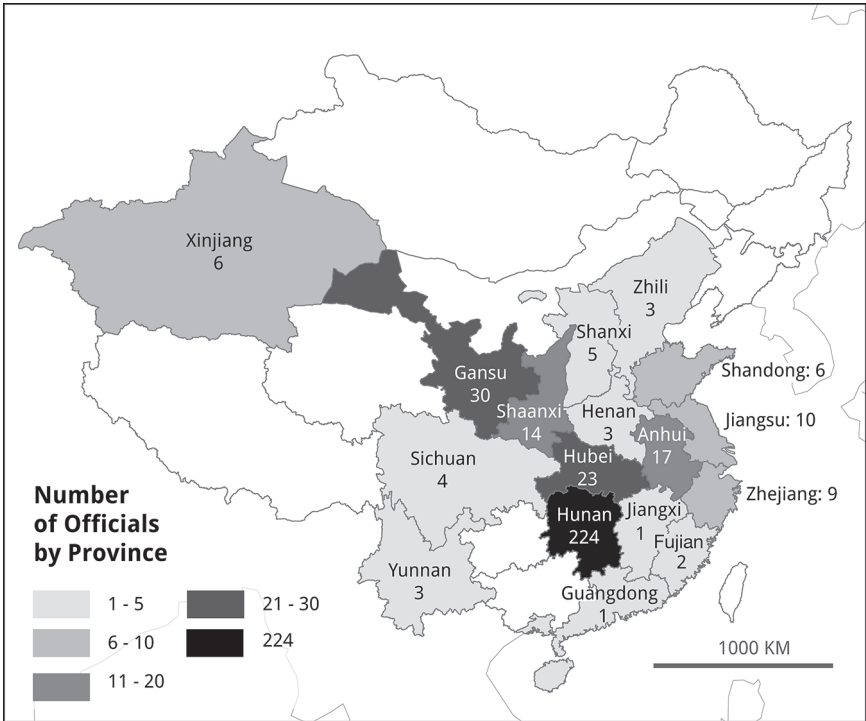 Xinjiang
6
Zhili
3
Shanxi
5
Shandong: 6
Gansu
30
Shaanxi
14
Henan
3
Jiangsu: 10
Anhui
17
Hubei
23
Sichuan
4
Zhejiang: 9
Number
of Officials
by Province
Hunan
224
Jiangxi
1
Fujian
2
Yunnan
3
Guangdong
1
1 - 5
6 - 10
11 - 20
21 - 30
224
1000 KM